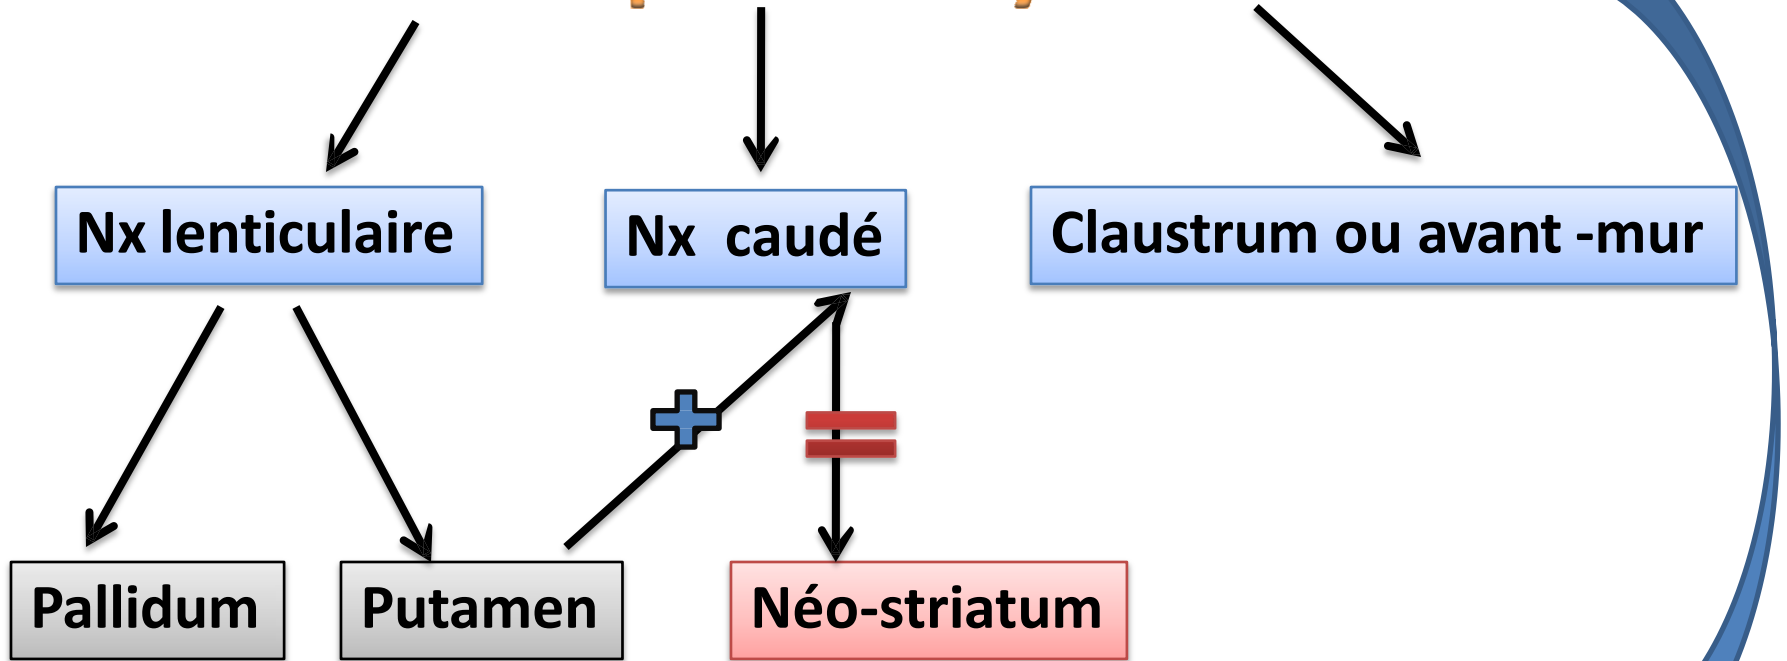 Nx lenticulaire
Nx caudé
Claustrum ou avant -mur
Pallidum
Putamen
Néo-striatum